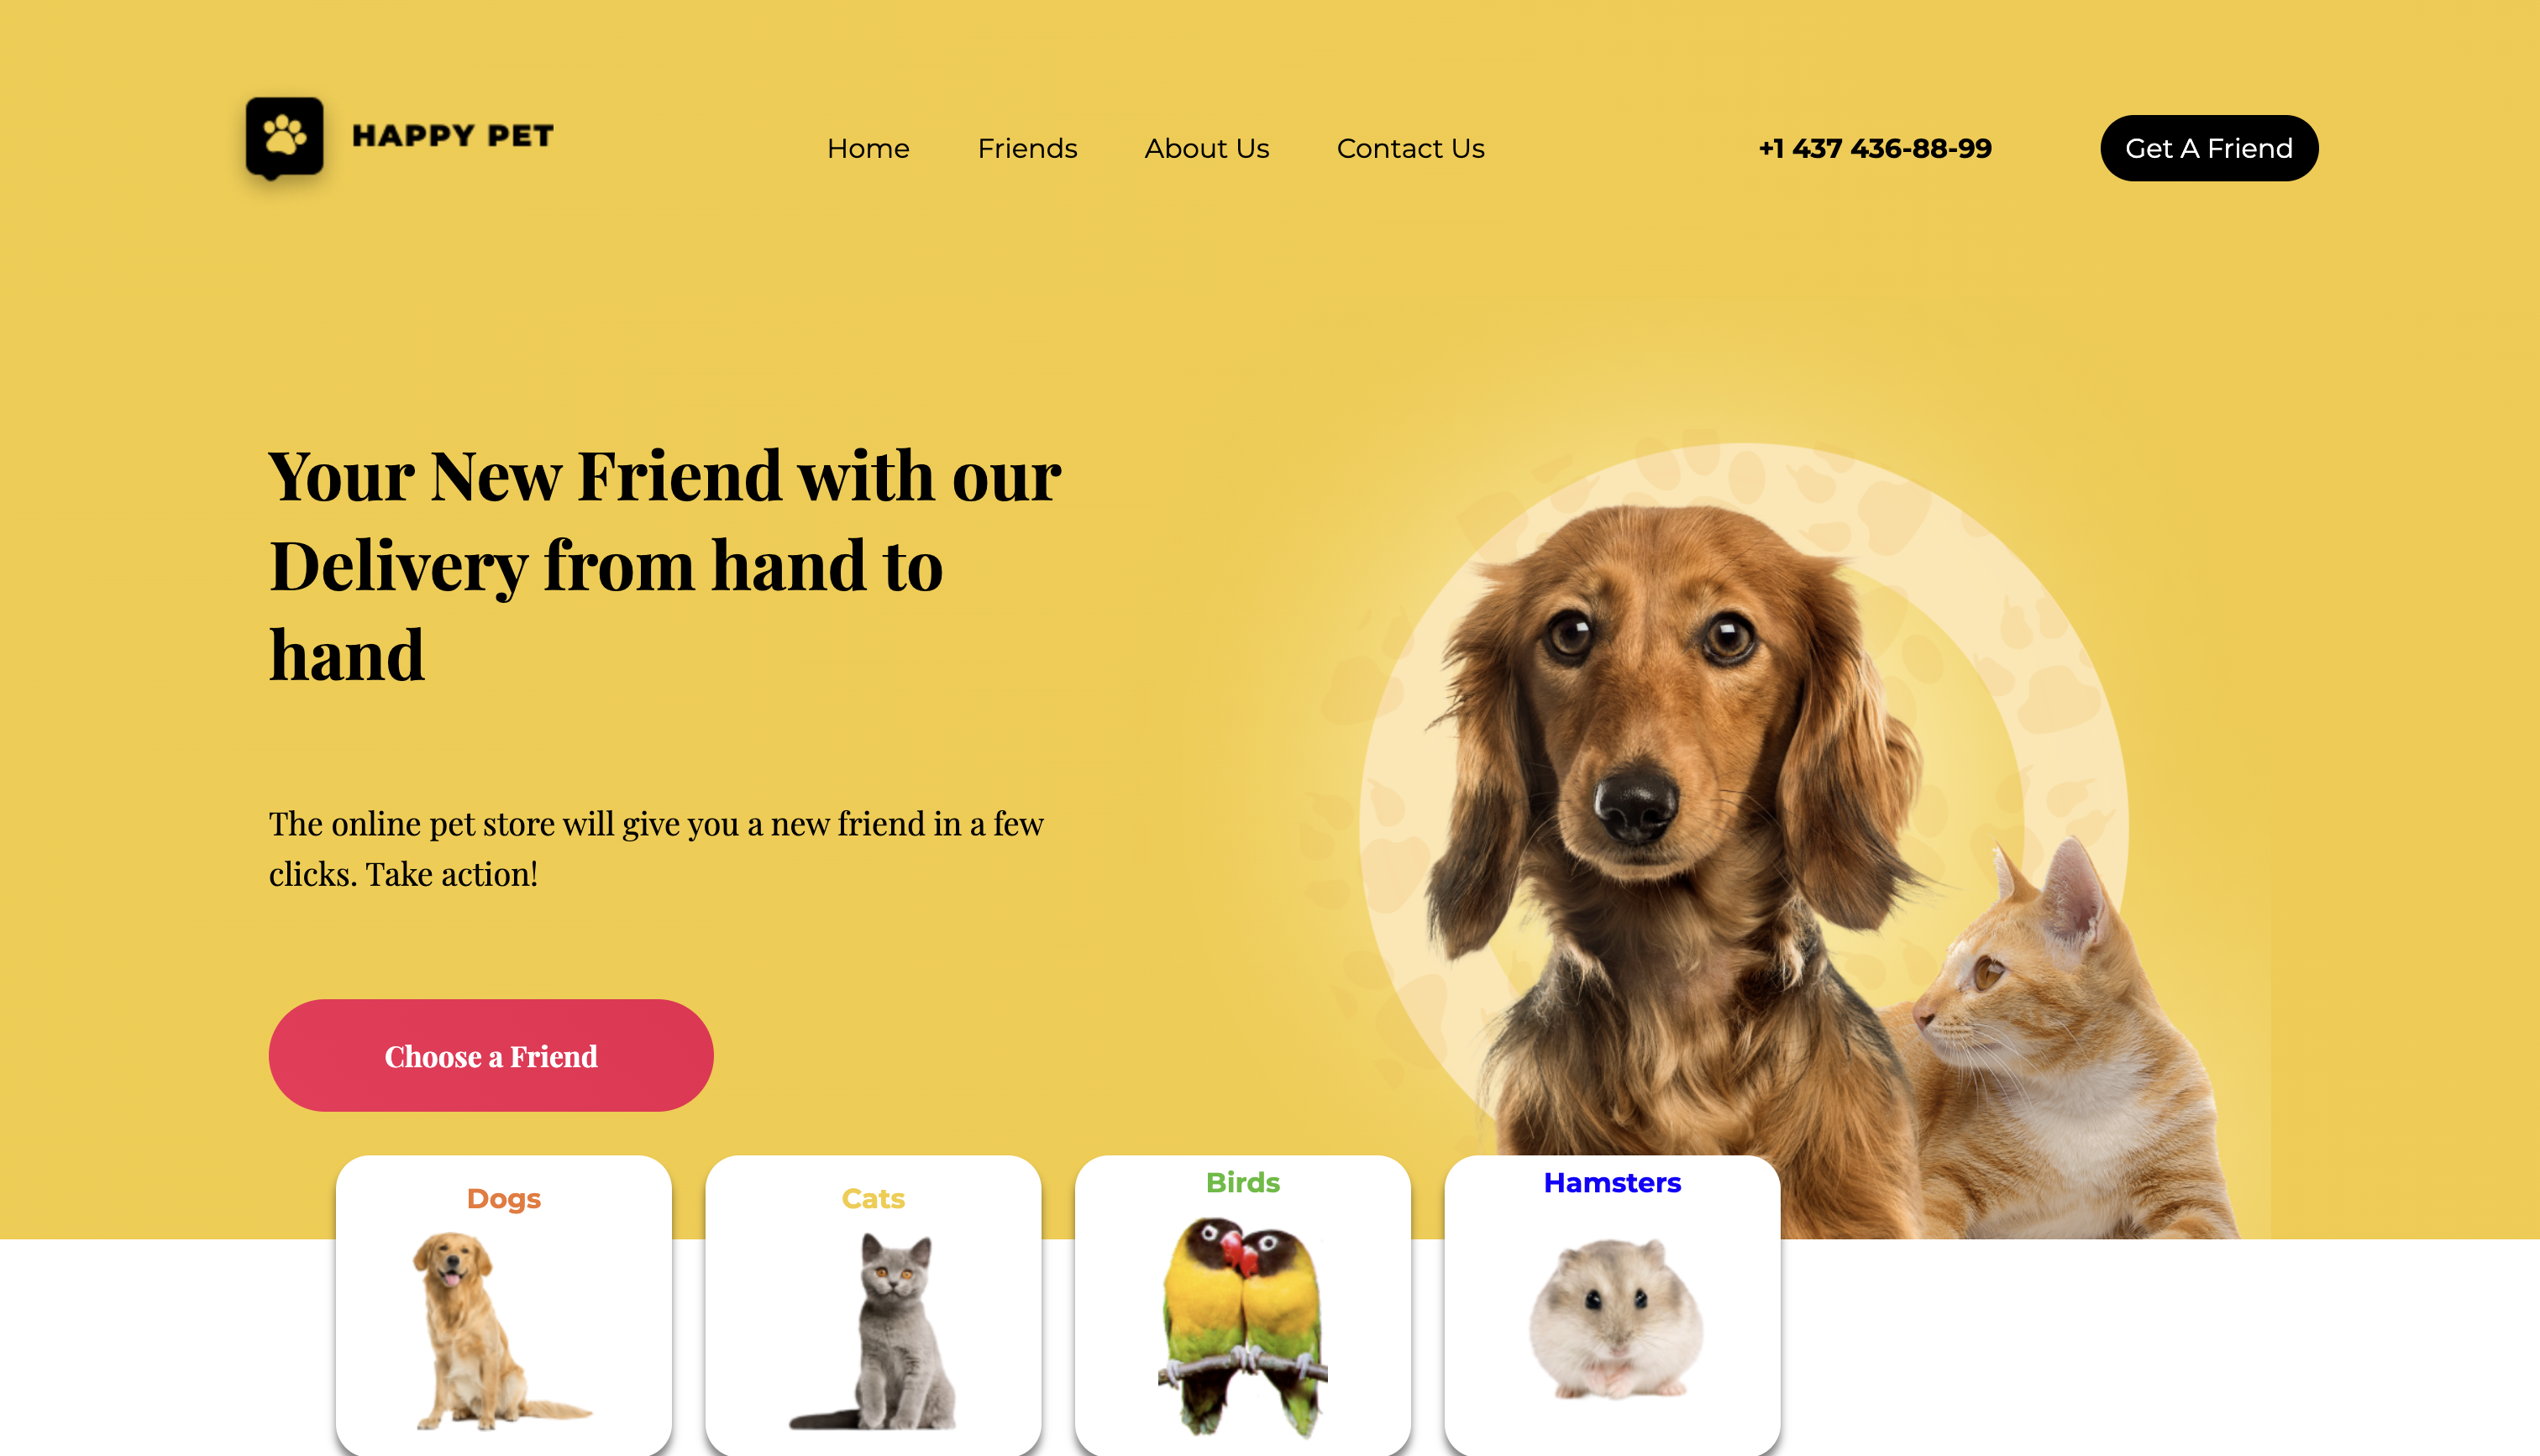 HAPPY PET
Home
Friends
About Us
Contact Us
+1 437 436-88-99
Get A Friend
Your New Friend with our
Delivery from hand to
hand
The online pet store will give you a new friend in a few
clicks. Take action!
Choose a Friend
Dogs
Cats
Birds
Hamsters